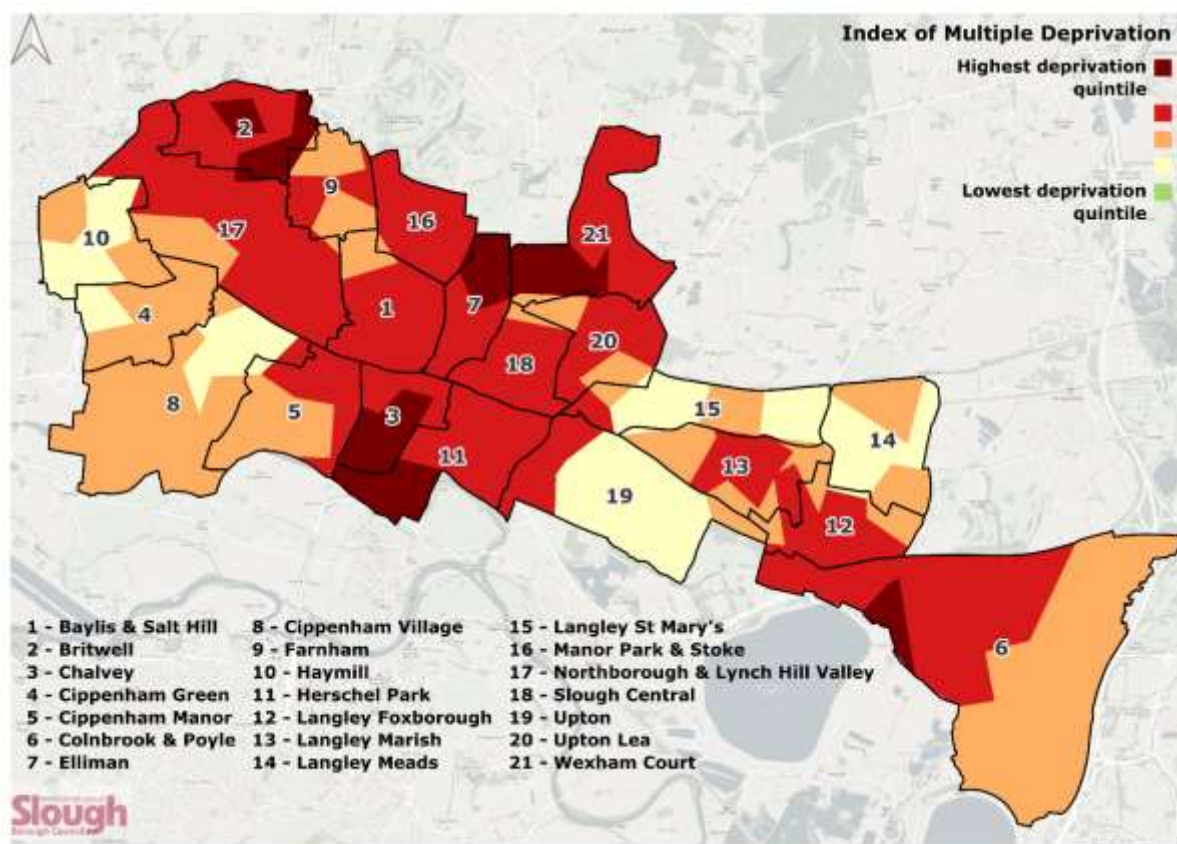 Index of Multiple Deprivation
Highest deprivation
quintile
Lowest deprivation
quintile
2
9
16
21
10
17
1
7
4
20
18
8
5
3
15
11
14
13
19
12
6
1 - Baylis & Salt Hill
2 - Britwell
3 - Chalvey
4 - Cippenham Green
5 - Cippenham Manor
6 - Colnbrook & Poyle
7 - Elliman
8 - Cippenham Village
9 - Farnham
10 - Haymill
11 - Herschel Park
12 - Langley Foxborough
13 - Langley Marish
14 - Langley Meads
15 - Langley St Mary's
16 - Manor Park & Stoke
17 - Northborough & Lynch Hill Valley
18 - Slough Central
19 - Upton
20 - Upton Lea
21 - Wexham Court
Slough
Borough Council